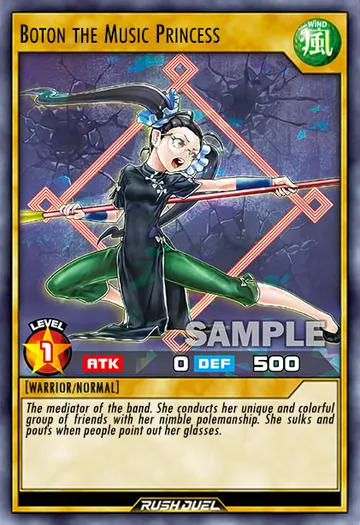 BOTON THE MUSIC PRINCESS
WIND
風
SAMPLE
LEVEL
1
ATK 0 DEF 500
[WARRIOR/NORMAL]
The mediator of the band. She conducts her unique and colorful
group of friends with her nimble polemanship. She sulks and
pouts when people point out her glasses.
RUSH DUEL